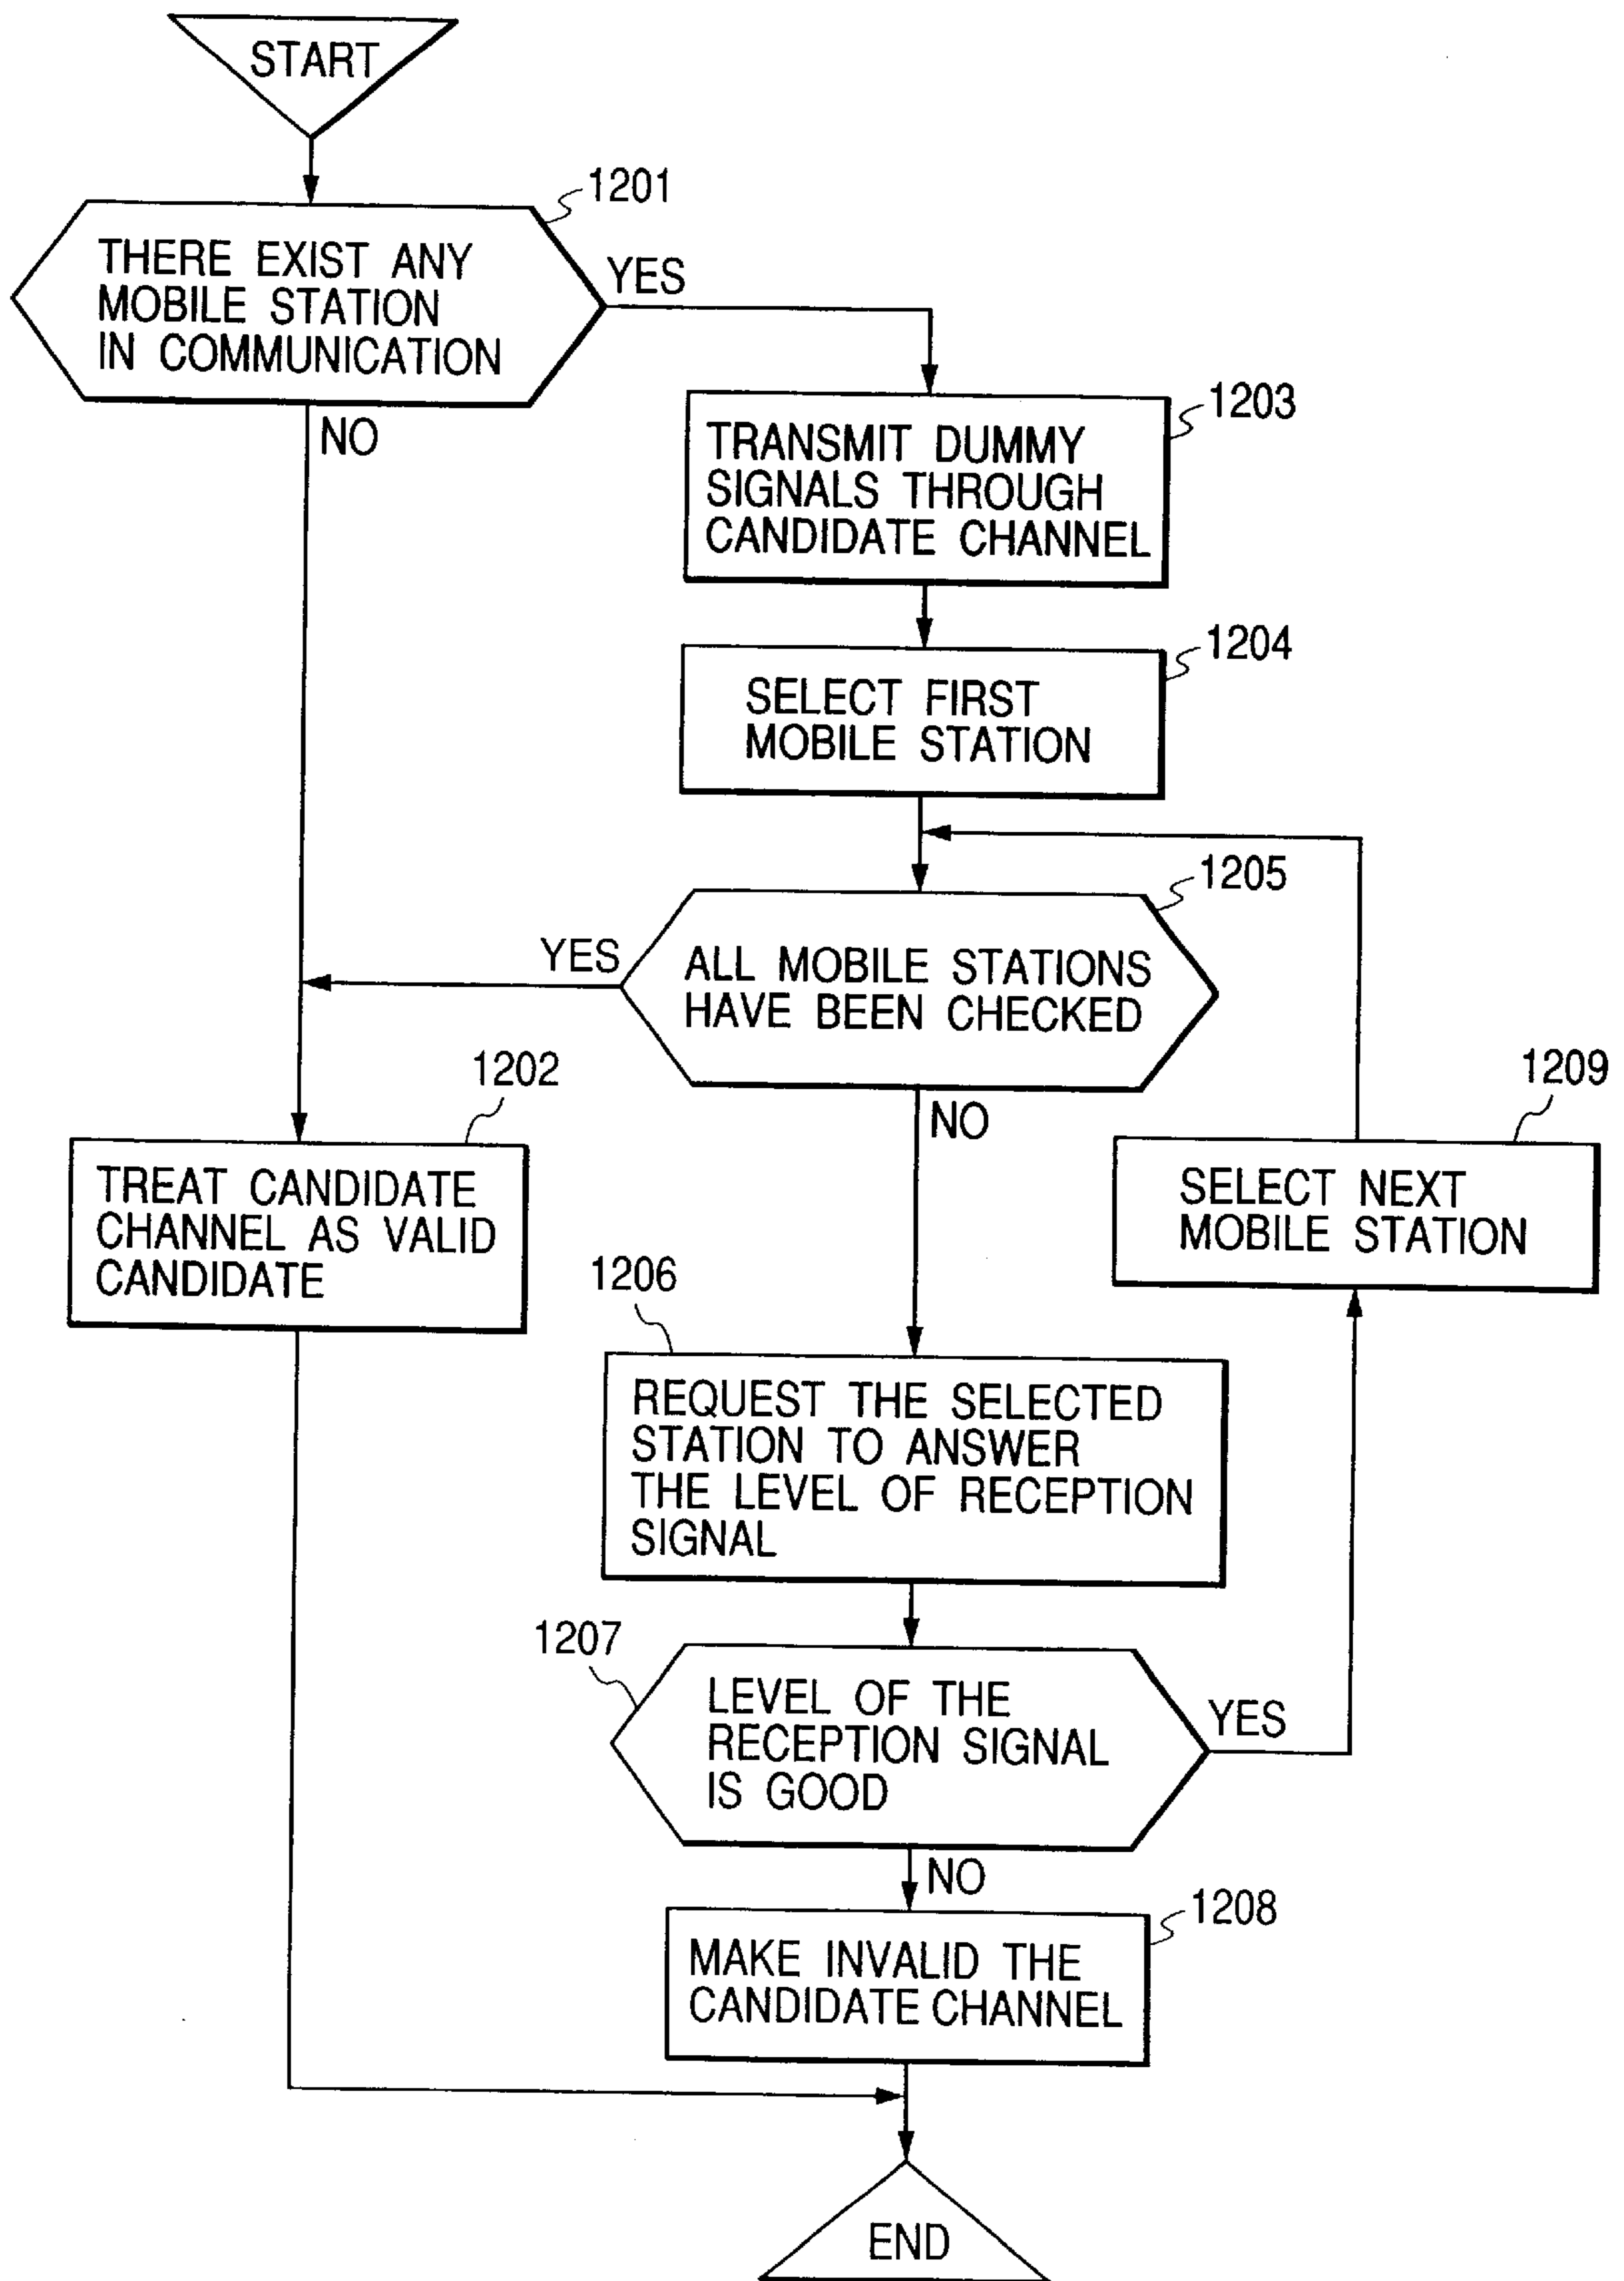 START
1201
THERE EXIST ANY
MOBILE STATION
IN COMMUNICATION
YES
NO
1203
TRANSMIT DUMMY
SIGNALS THROUGH
CANDIDATE CHANNEL
1204
SELECT FIRST
MOBILE STATION
1205
YES
ALL MOBILE STATIONS
HAVE BEEN CHECKED
NO
1202
TREAT CANDIDATE
CHANNEL AS VALID
CANDIDATE
1209
SELECT NEXT
MOBILE STATION
1206
REQUEST THE SELECTED
STATION TO ANSWER
THE LEVEL OF RECEPTION
SIGNAL
1207
LEVEL OF THE
RECEPTION SIGNAL
IS GOOD
YES
NO
1208
MAKE INVALID THE
CANDIDATE CHANNEL
END